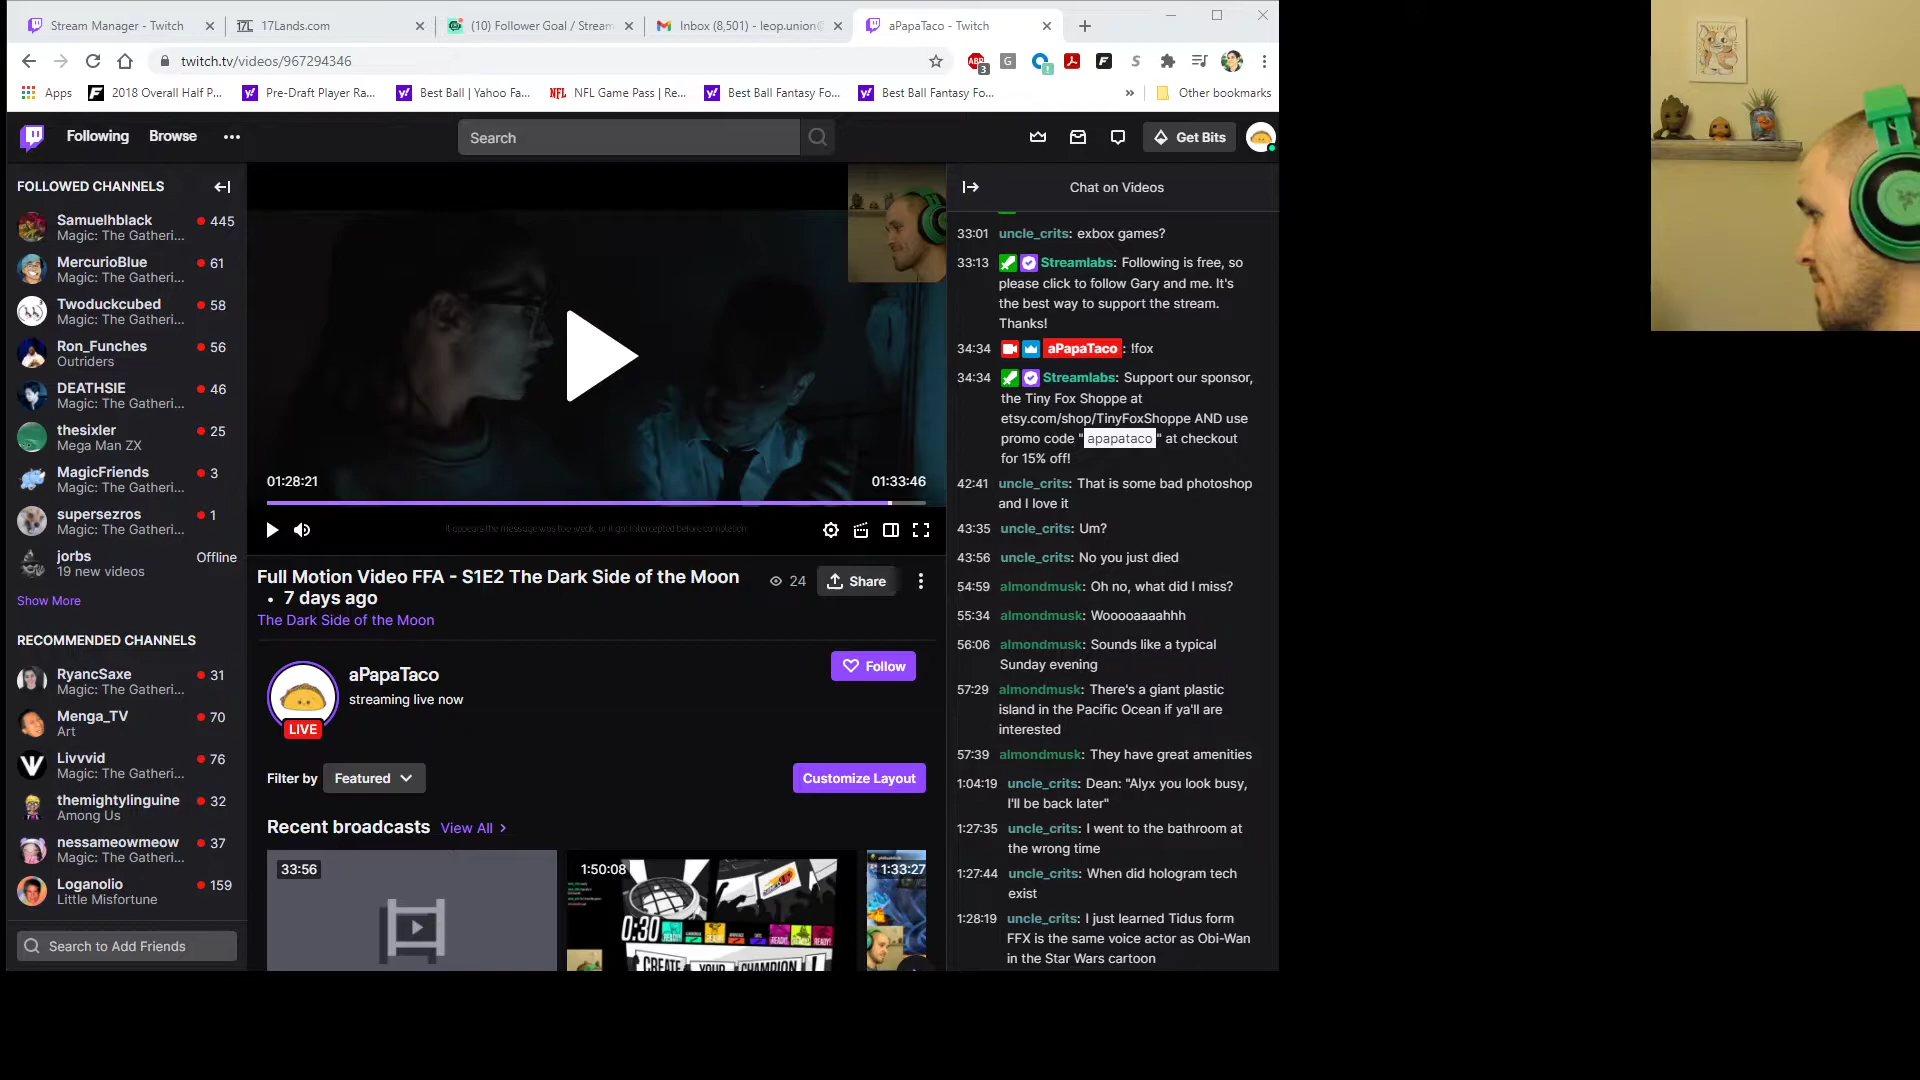 Stream Manager - Twitch
17Lands.com
(10) Follower Goal / Stream
Inbox (8,501) - leop.union
aPapaTaco - Twitch
twitch.tv/videos/967294346
Apps
2018 Overall Half P...
Pre-Draft Player Ra...
Best Ball | Yahoo Fa...
NFL Game Pass | Re...
Best Ball Fantasy Fo...
Best Ball Fantasy Fo...
Other bookmarks
Following
Browse
Search
Get Bits
FOLLOWED CHANNELS
Samuelhblack
445
Magic: The Gatheri...
MercurioBlue
61
Magic: The Gatheri...
Twoduckcubed
58
Magic: The Gatheri...
Ron_Funches
56
Outriders
DEATHSIE
46
Magic: The Gatheri...
thesixler
25
Mega Man ZX
MagicFriends
3
Magic: The Gatheri...
supersezros
1
Magic: The Gatheri...
jorbs
Offline
19 new videos
Show More
RECOMMENDED CHANNELS
RyancSaxe
31
Magic: The Gatheri...
Menga_TV
70
Art
Livvvid
76
Magic: The Gatheri...
themightylinguine
32
Among Us
nessameowmeow
37
Magic: The Gatheri...
Loganolio
159
Little Misfortune
Search to Add Friends
01:28:21
01:33:46
It appears the message was too weak, or it got intercepted before completion
Full Motion Video FFA - S1E2 The Dark Side of the Moon
• 7 days ago
24
Share
The Dark Side of the Moon
aPapaTaco
streaming live now
LIVE
Follow
Filter by
Featured
Customize Layout
Recent broadcasts
View All
33:56
1:50:08
0:30
CREATE YOUR CHAMPION
1:33:27
Chat on Videos
33:01 uncle_crits: exbox games?
33:13 Streamlabs: Following is free, so
please click to follow Gary and me. It's
the best way to support the stream.
Thanks!
34:34 aPapaTaco : !fox
34:34 Streamlabs: Support our sponsor,
the Tiny Fox Shoppe at
etsy.com/shop/TinyFoxShoppe AND use
promo code " apapataco " at checkout
for 15% off!
42:41 uncle_crits: That is some bad photoshop
and I love it
43:35 uncle_crits: Um?
43:56 uncle_crits: No you just died
54:59 almondmusk: Oh no, what did I miss?
55:34 almondmusk: Wooooaaaahhh
56:06 almondmusk: Sounds like a typical
Sunday evening
57:29 almondmusk: There's a giant plastic
island in the Pacific Ocean if ya'll are
interested
57:39 almondmusk: They have great amenities
1:04:19 uncle_crits: Dean: "Alyx you look busy,
I'll be back later"
1:27:35 uncle_crits: I went to the bathroom at
the wrong time
1:27:44 uncle_crits: When did hologram tech
exist
1:28:19 uncle_crits: I just learned Tidus form
FFX is the same voice actor as Obi-Wan
in the Star Wars cartoon